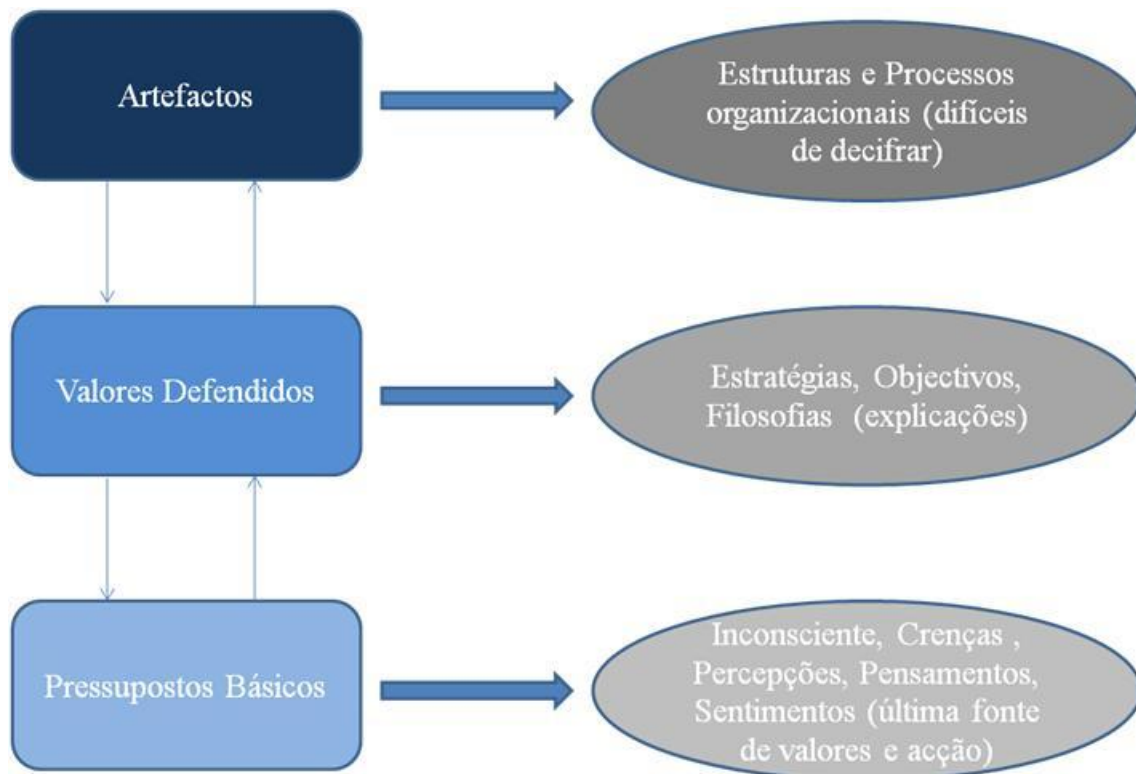 Artefactos
Estruturas e Processos
organizacionais (difíceis
de decifrar)
Valores Defendidos
Estratégias, Objectivos,
Filosofias (explicações)
Pressupostos Básicos
Inconsciente, Crenças ,
Percepções, Pensamentos,
Sentimentos (última fonte
de valores e acção)